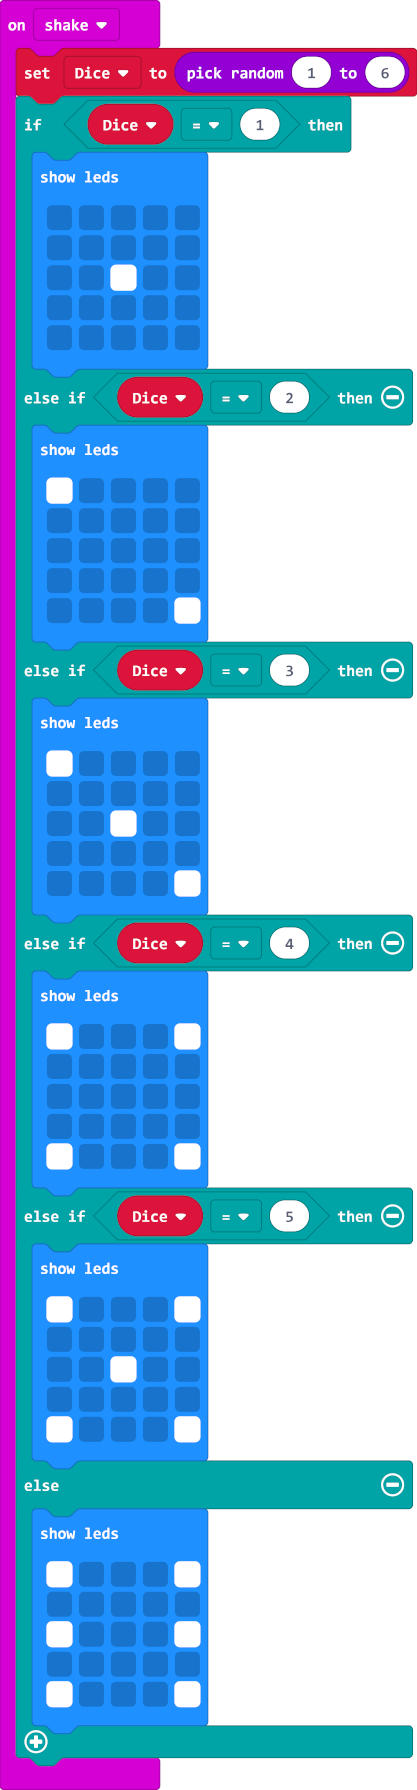 on shake
set Dice to pick random 1 to 6
if Dice = 1 then
show leds
else if Dice = 2 then
show leds
else if Dice = 3 then
show leds
else if Dice = 4 then
show leds
else if Dice = 5 then
show leds
else
show leds